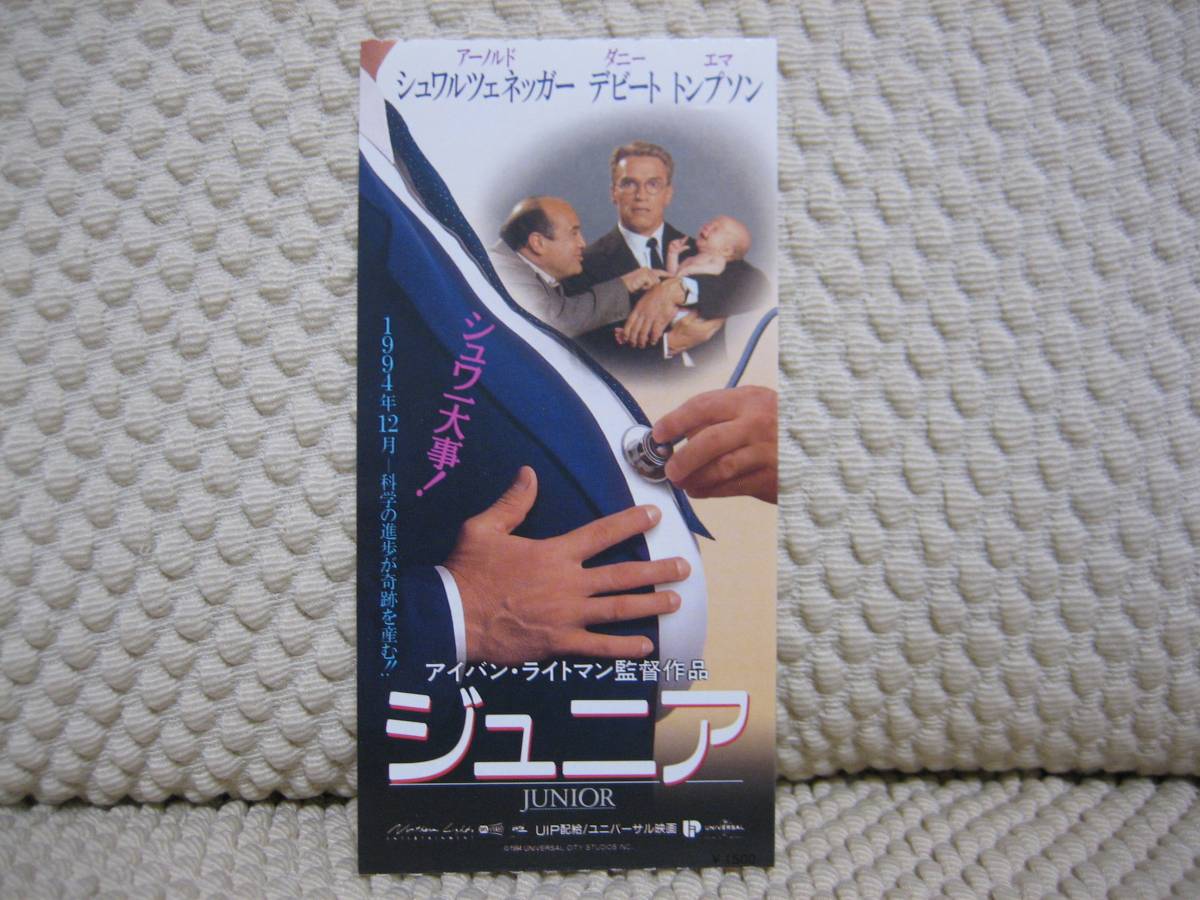 アーノルド ダニー エマ
シュワルツェネッガー デビート トンプソン
シュワ一大事!
1994年12月—科学の進歩が奇跡を産む!!
アイバン・ライトマン監督作品
ジュニア
JUNIOR
UIP配給/ユニバーサル映画 UNIVERSAL
©1994 UNIVERSAL CITY STUDIOS INC.
¥1500